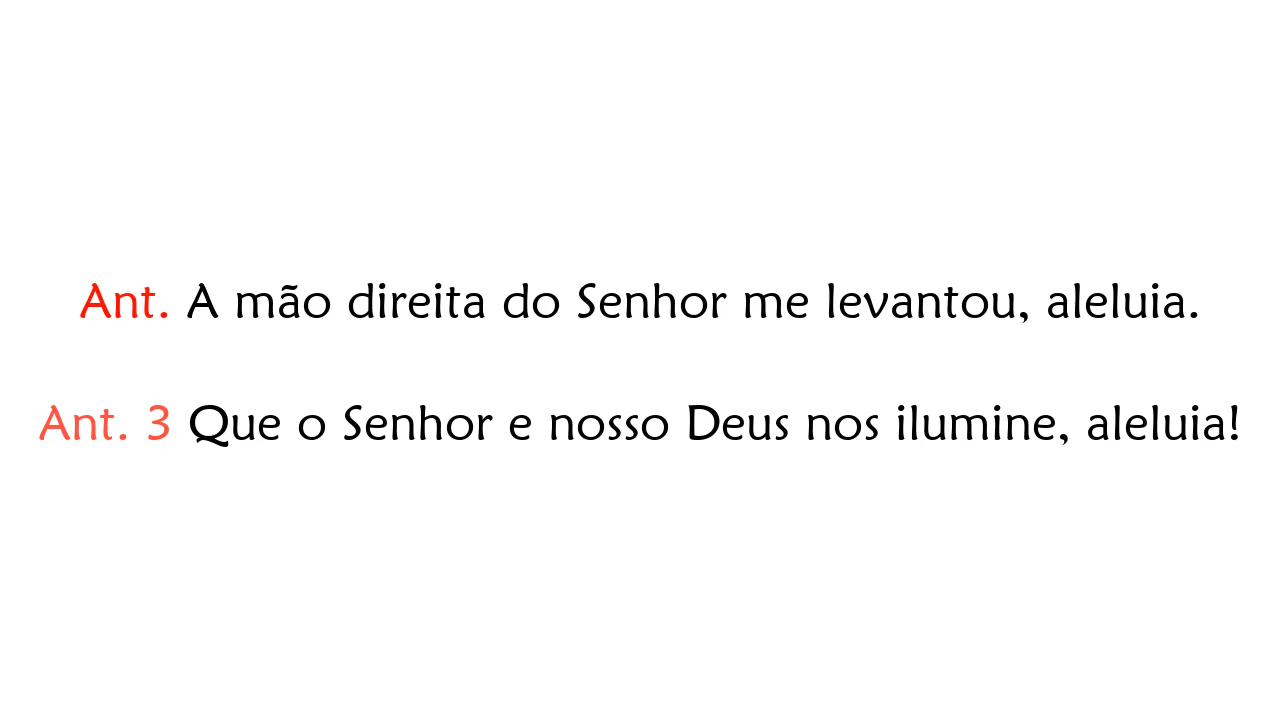 Ant. A mão direita do Senhor me levantou, aleluia.
Ant. 3 Que o Senhor e nosso Deus nos ilumine, aleluia!